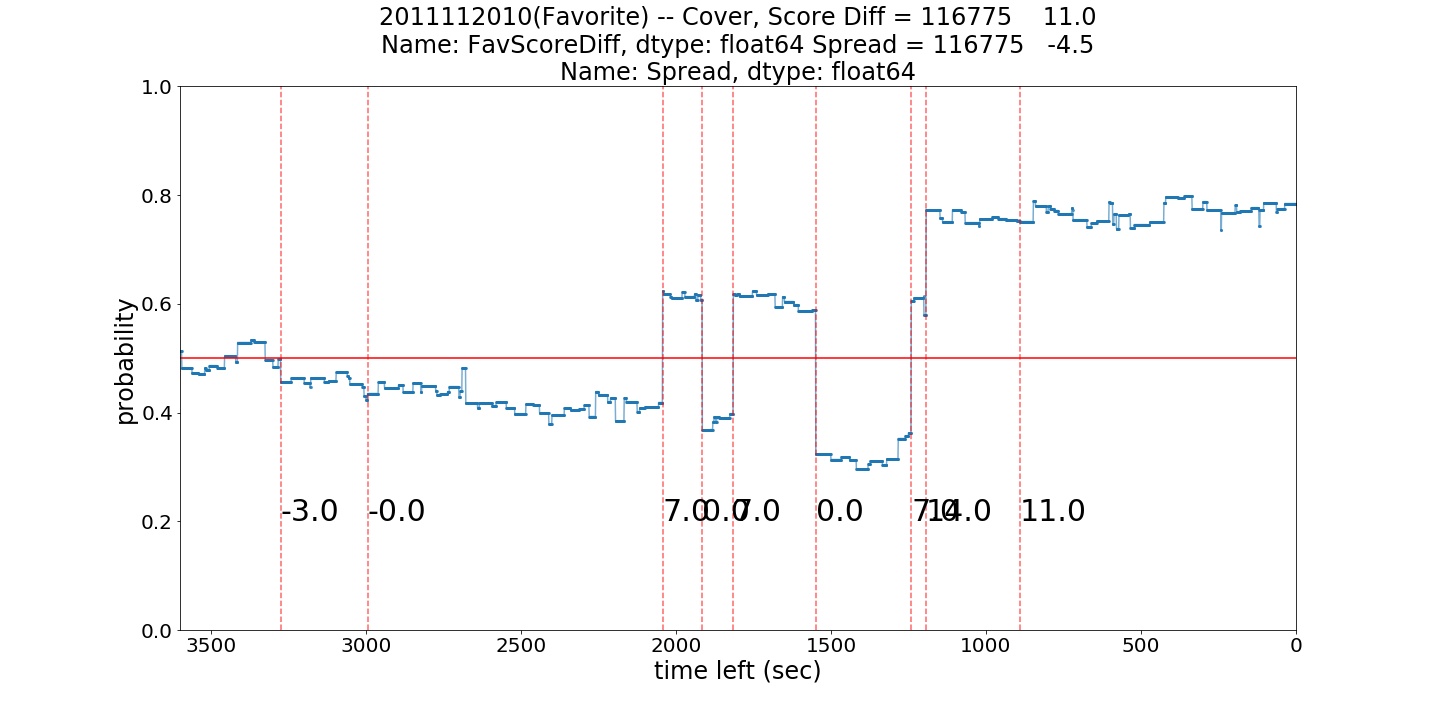 2011112010(Favorite) -- Cover, Score Diff = 116775    11.0
Name: FavScoreDiff, dtype: float64 Spread = 116775   -4.5
Name: Spread, dtype: float64
probability
1.0
0.8
0.6
0.4
0.2
0.0
-3.0 -0.0 7.0 0.0 7.0 0.0 7.0 14.0 11.0
3500 3000 2500 2000 1500 1000 500 0
time left (sec)